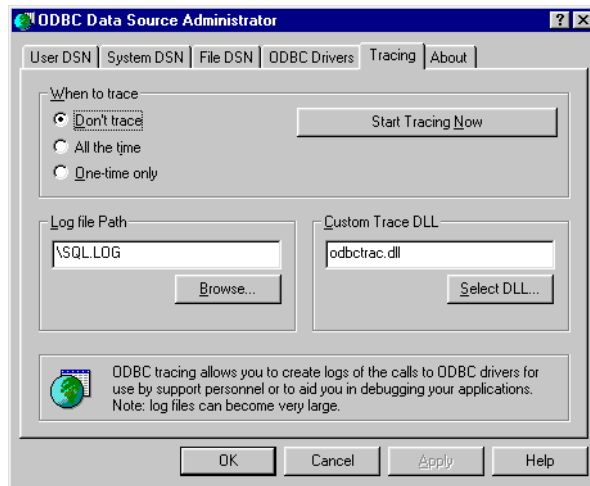 ODBC Data Source Administrator
User DSN System DSN File DSN ODBC Drivers Tracing About
When to trace
Don't trace
Start Tracing Now
All the time
One-time only
Log file Path
Custom Trace DLL
\SQL.LOG
odbctrac.dll
Browse...
Select DLL...
ODBC tracing allows you to create logs of the calls to ODBC drivers for
use by support personnel or to aid you in debugging your applications.
Note: log files can become very large.
OK Cancel Apply Help